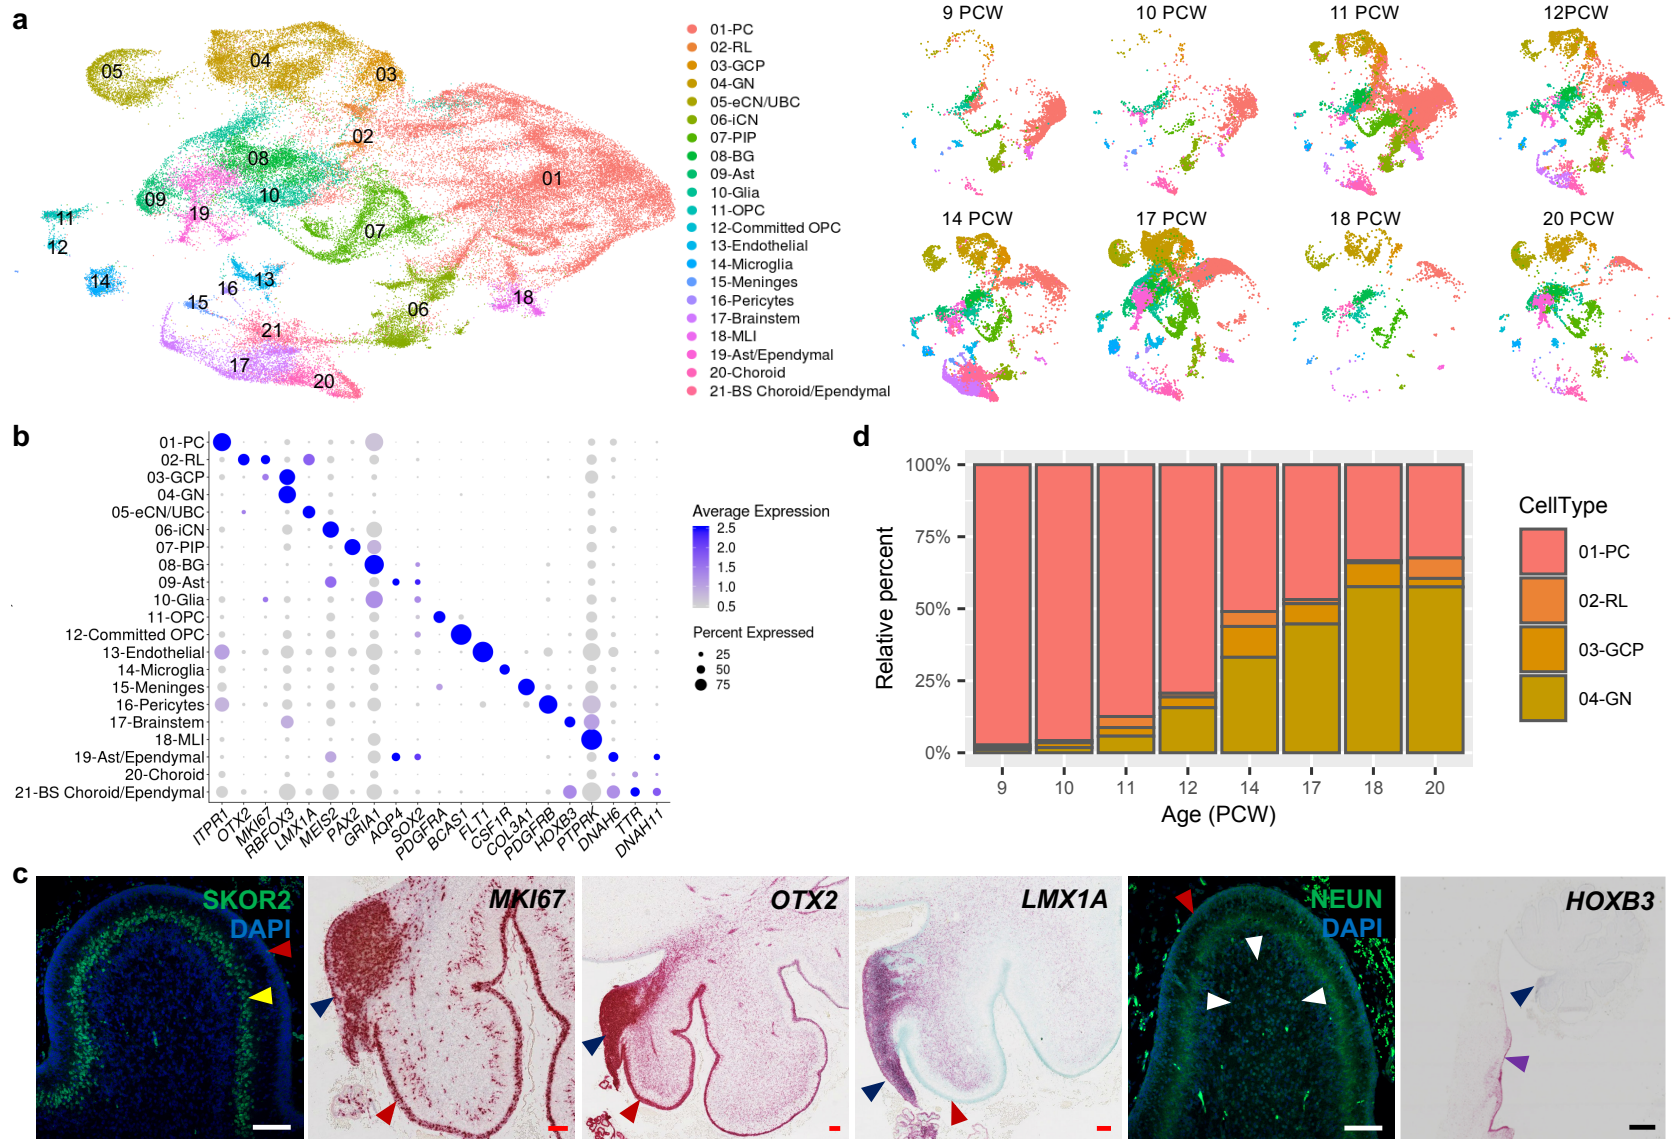 a
05
04
03
02
01
08
10
09
19
07
11
12
14
13
16
15
06
18
21
17
20
01-PC
02-RL
03-GCP
04-GN
05-eCN/UBC
06-iCN
07-PIP
08-BG
09-Ast
10-Glia
11-OPC
12-Committed OPC
13-Endothelial
14-Microglia
15-Meninges
16-Pericytes
17-Brainstem
18-MLI
19-Ast/Ependymal
20-Choroid
21-BS Choroid/Ependymal
9 PCW
10 PCW
11 PCW
12PCW
14 PCW
17 PCW
18 PCW
20 PCW
b
01-PC
02-RL
03-GCP
04-GN
05-eCN/UBC
06-iCN
07-PIP
08-BG
09-Ast
10-Glia
11-OPC
12-Committed OPC
13-Endothelial
14-Microglia
15-Meninges
16-Pericytes
17-Brainstem
18-MLI
19-Ast/Ependymal
20-Choroid
21-BS Choroid/Ependymal
ITPR1
OTX2
MKI67
RBFOX3
LMX1A
MEIS2
PAX2
GRIA1
AQP4
SOX2
PDGFRA
BCAS1
FLT1
CSF1R
COL3A1
PDGFRB
HOXB3
PTPRK
DNAH6
TTR
DNAH11
Average Expression
2.5
2.0
1.5
1.0
0.5
Percent Expressed
25
50
75
d
100%
75%
50%
25%
0%
Relative percent
9
10
11
12
14
17
18
20
Age (PCW)
CellType
01-PC
02-RL
03-GCP
04-GN
c
SKOR2
DAPI
MKI67
OTX2
LMX1A
NEUN
DAPI
HOXB3